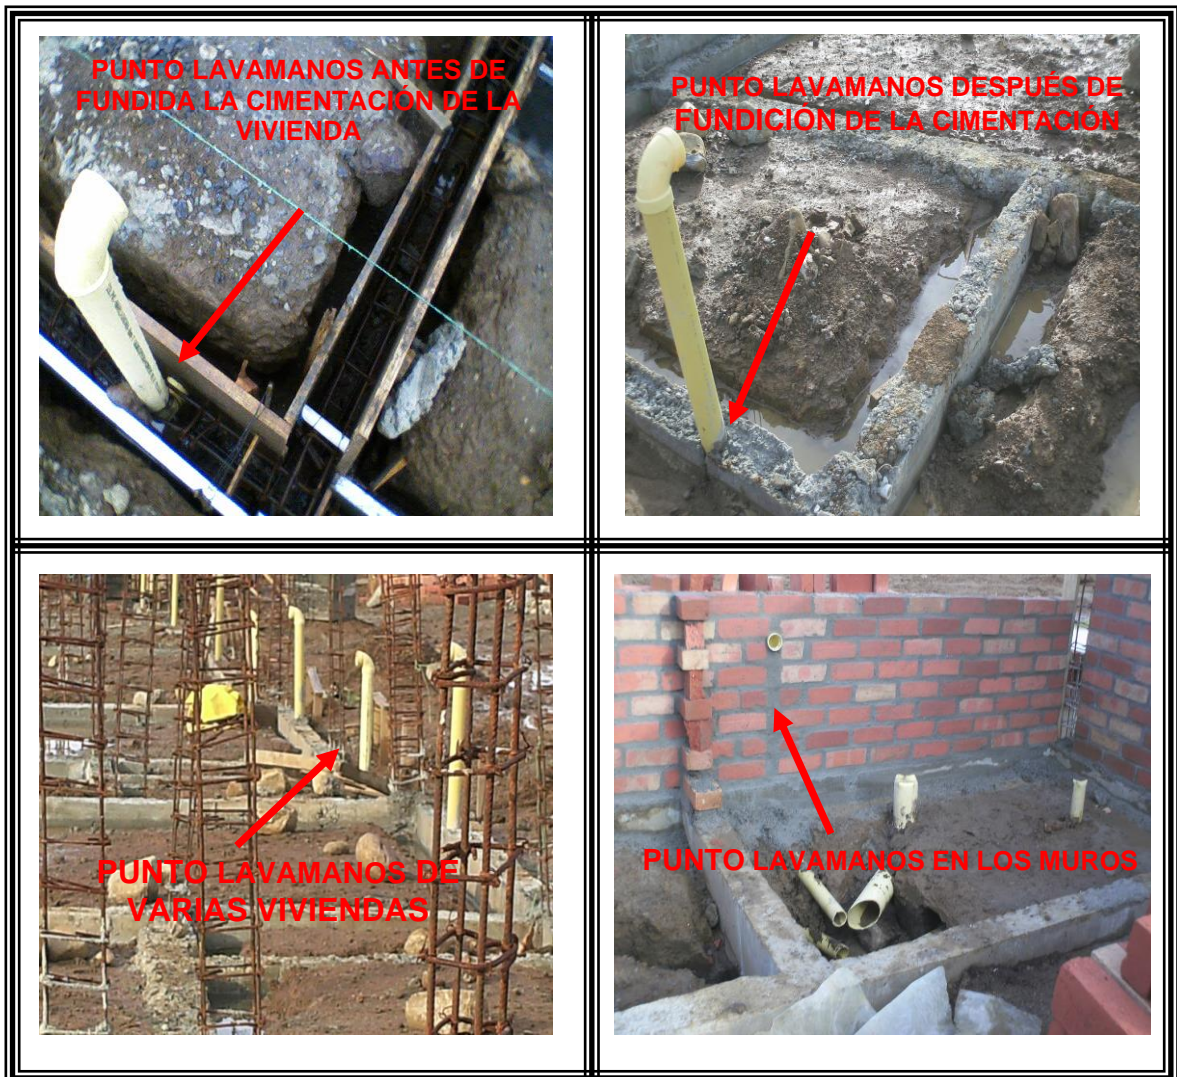 PUNTO LAVAMANOS ANTES DE
FUNDIDA LA CIMENTACIÓN DE LA
VIVIENDA
PUNTO LAVAMANOS DESPUÉS DE
FUNDICIÓN DE LA CIMENTACIÓN
PUNTO LAVAMANOS DE
VARIAS VIVIENDAS
PUNTO LAVAMANOS EN LOS MUROS